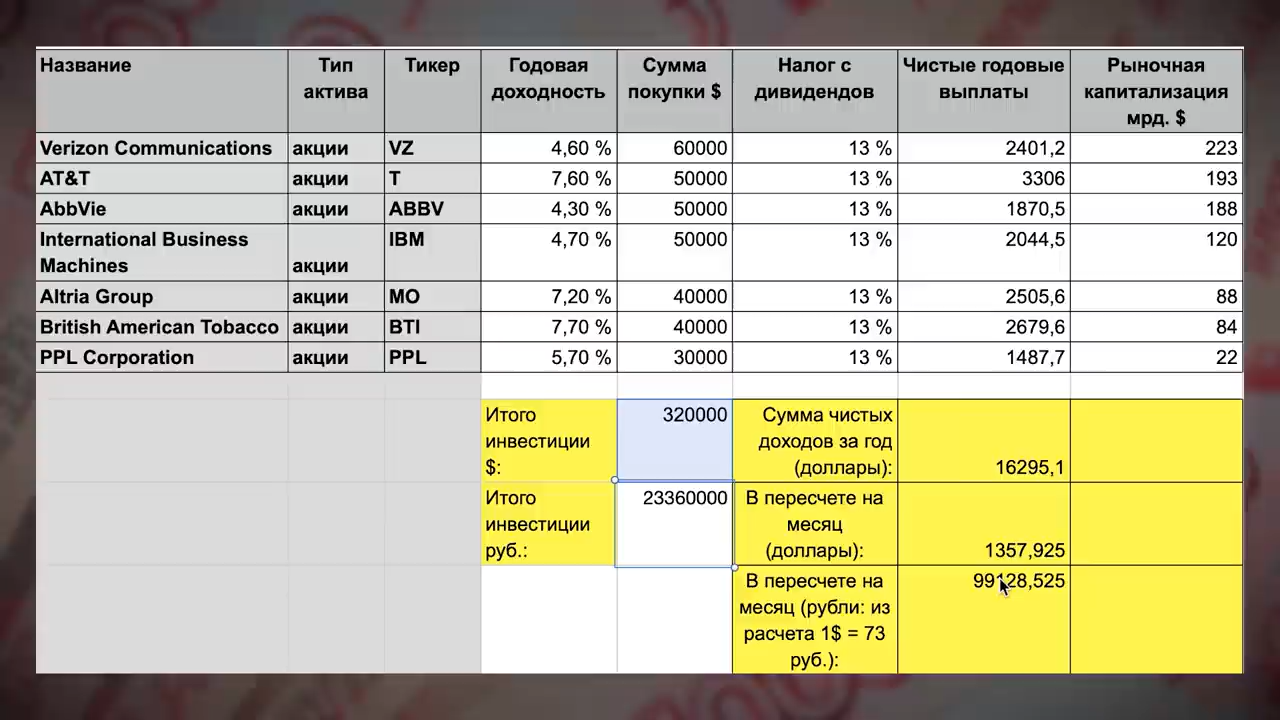 Название Тип актива Тикер Годовая доходность Сумма покупки $ Налог с дивидендов Чистые годовые выплаты Рыночная капитализация мрд. $
Verizon Communications акции VZ 4,60 % 60000 13 % 2401,2 223
AT&T акции T 7,60 % 50000 13 % 3306 193
AbbVie акции ABBV 4,30 % 50000 13 % 1870,5 188
International Business Machines акции IBM 4,70 % 50000 13 % 2044,5 120
Altria Group акции MO 7,20 % 40000 13 % 2505,6 88
British American Tobacco акции BTI 7,70 % 40000 13 % 2679,6 84
PPL Corporation акции PPL 5,70 % 30000 13 % 1487,7 22
Итого инвестиции $: 320000 Сумма чистых доходов за год (доллары): 16295,1
Итого инвестиции руб.: 23360000 В пересчете на месяц (доллары): 1357,925
В пересчете на месяц (рубли: из расчета 1$ = 73 руб.): 99128,525